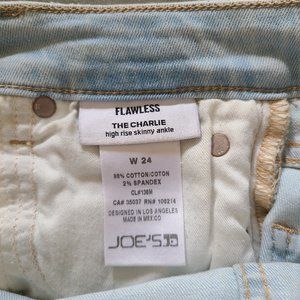 FLAWLESS
THE CHARLIE
high rise skinny ankle
W 24
98% COTTON/COTON
2% SPANDEX
CA# 35037 RN# 106214
DESIGNED IN LOS ANGELES
MADE IN MEXICO
JOE'S